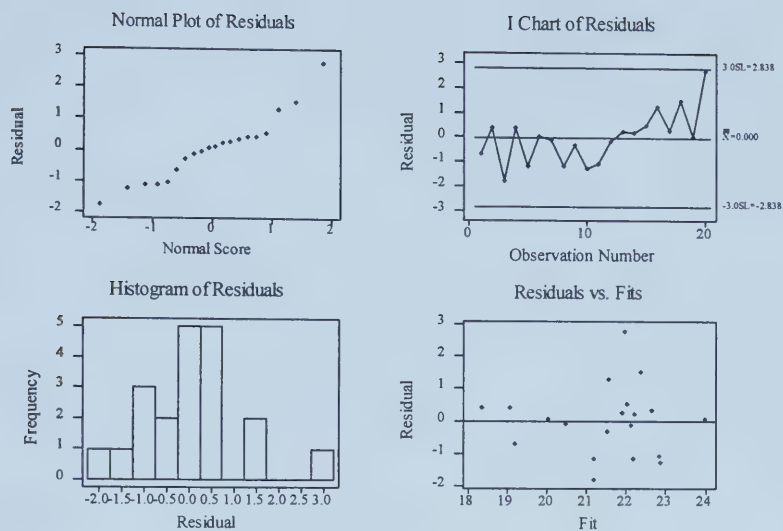 Normal Plot of Residuals
3
2
1
0
-1
-2
Residual
-2 -1 0 1 2
Normal Score
I Chart of Residuals
3
2
1
0
-1
-2
-3
Residual
3.0SL=2.838
X=0.000
-3.0SL=-2.838
0 10 20
Observation Number
Histogram of Residuals
5
4
3
2
1
0
Frequency
-2.0 -1.5 -1.0 -0.5 0.0 0.5 1.0 1.5 2.0 2.5 3.0
Residual
Residuals vs. Fits
3
2
1
0
-1
-2
Residual
18 19 20 21 22 23 24
Fit